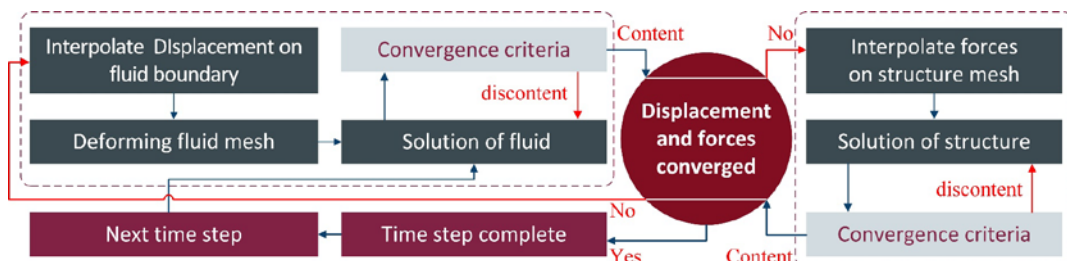 Interpolate DIsplacement on
fluid boundary
Convergence criteria
Content
No
Interpolate forces
on structure mesh
discontent
Displacement
and forces
converged
Deforming fluid mesh
Solution of fluid
Solution of structure
discontent
No
Next time step
Time step complete
Yes
Content
Convergence criteria